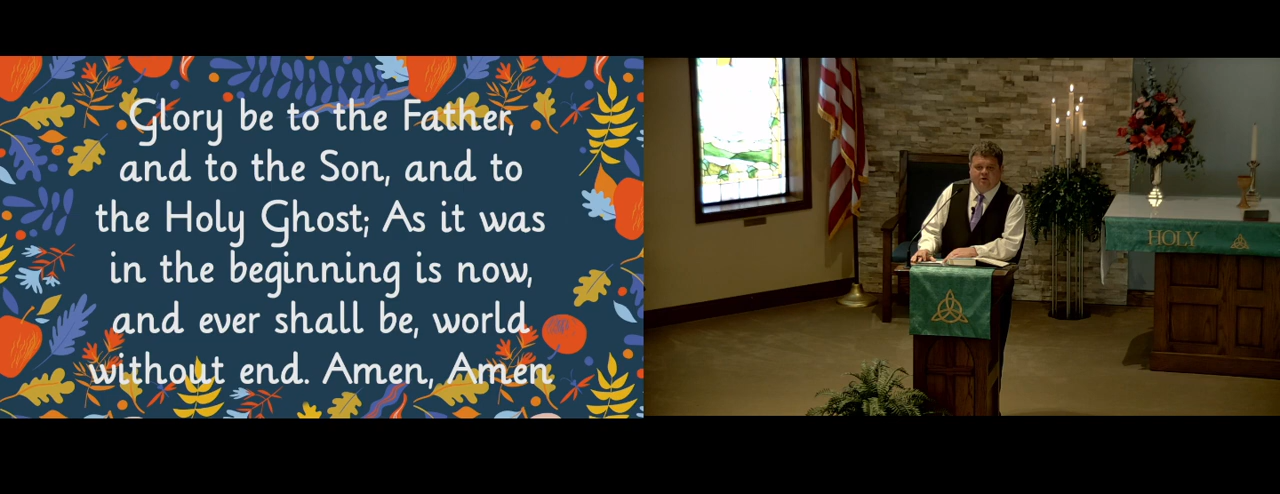 Glory be to the Father,
and to the Son, and to
the Holy Ghost; As it was
in the beginning is now,
and ever shall be, world
without end. Amen, Amen
HOLY